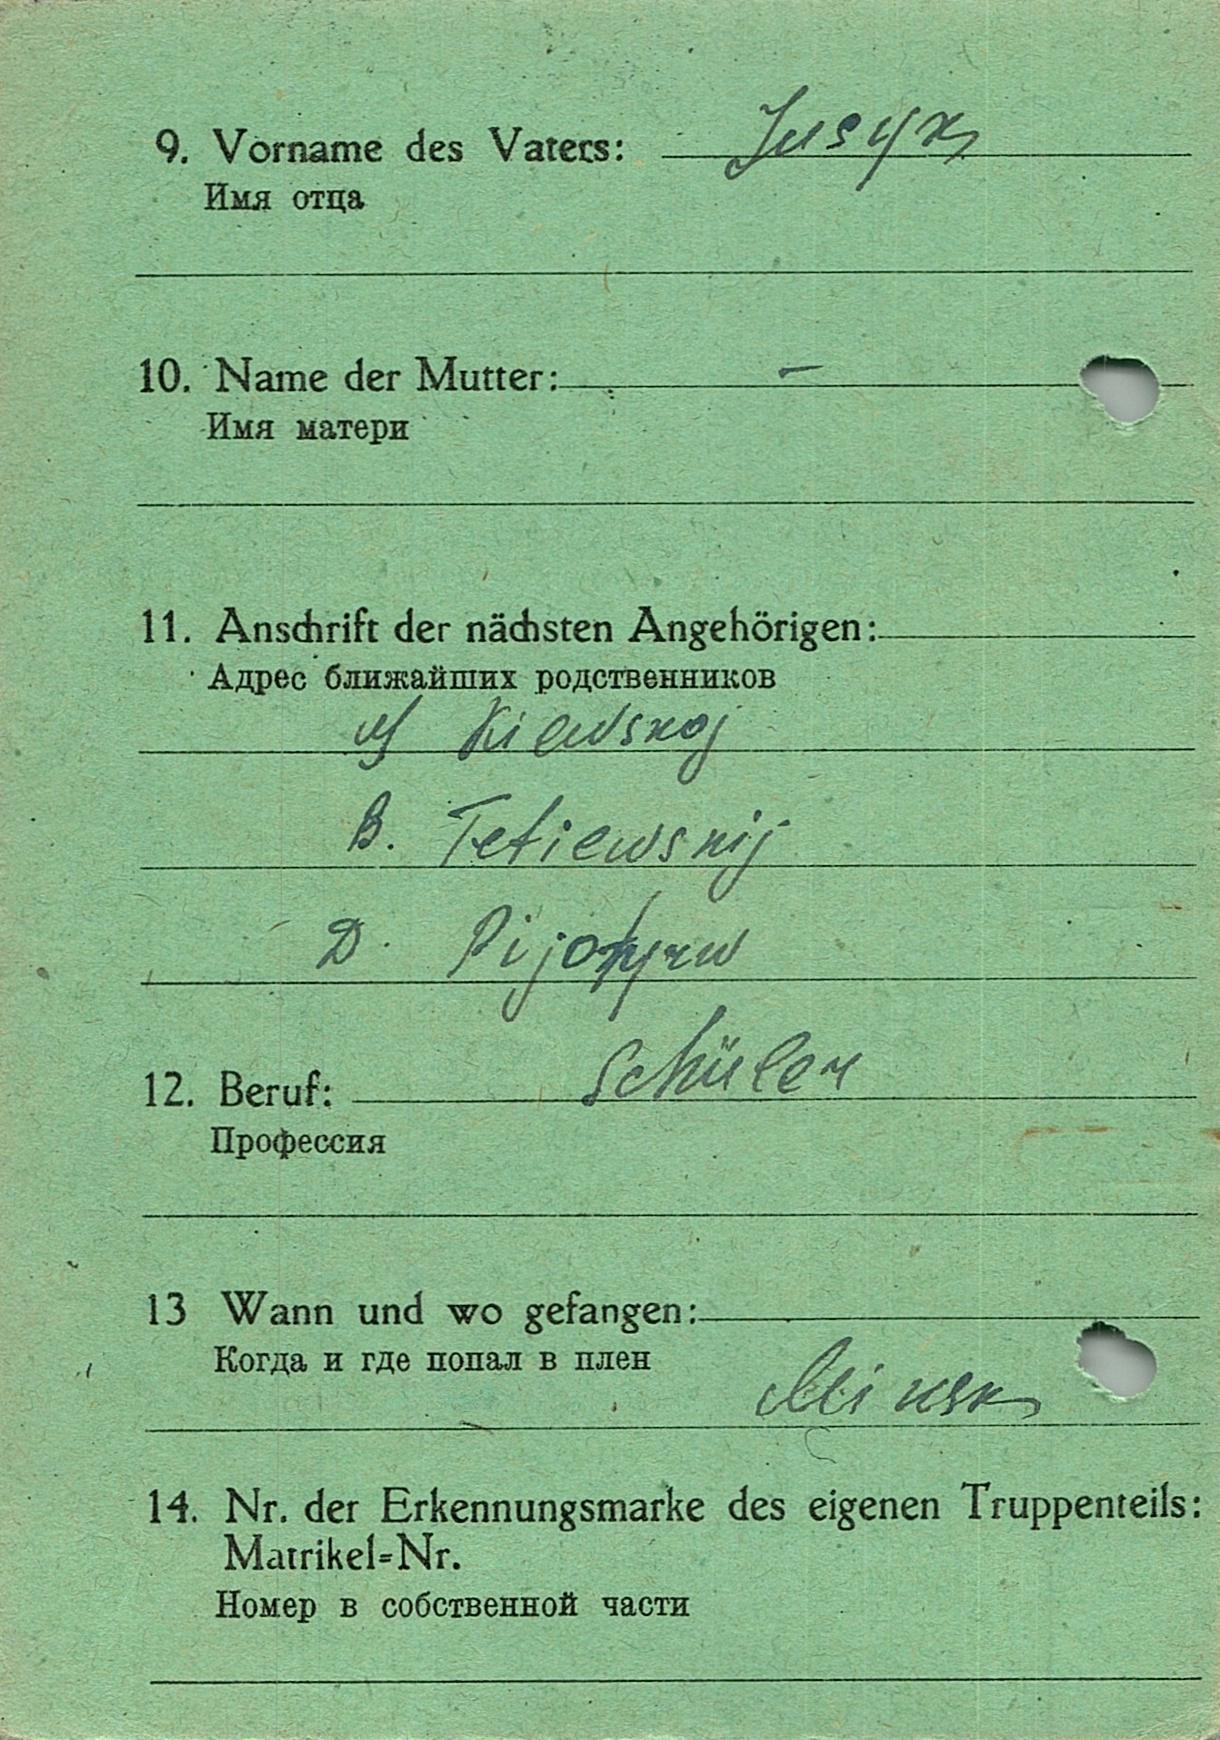 9. Vorname des Vaters: Jusyk
Имя отца
10. Name der Mutter: –
Имя матери
11. Anschrift der nächsten Angehörigen:
Адрес ближайших родственников
Kiewskoj
B. Tetiewskij
D.
12. Beruf: Schüler
Профессия
13 Wann und wo gefangen:
Когда и где попал в плен
Minsk
14. Nr. der Erkennungsmarke des eigenen Truppenteils:
Matrikel-Nr.
Номер в собственной части